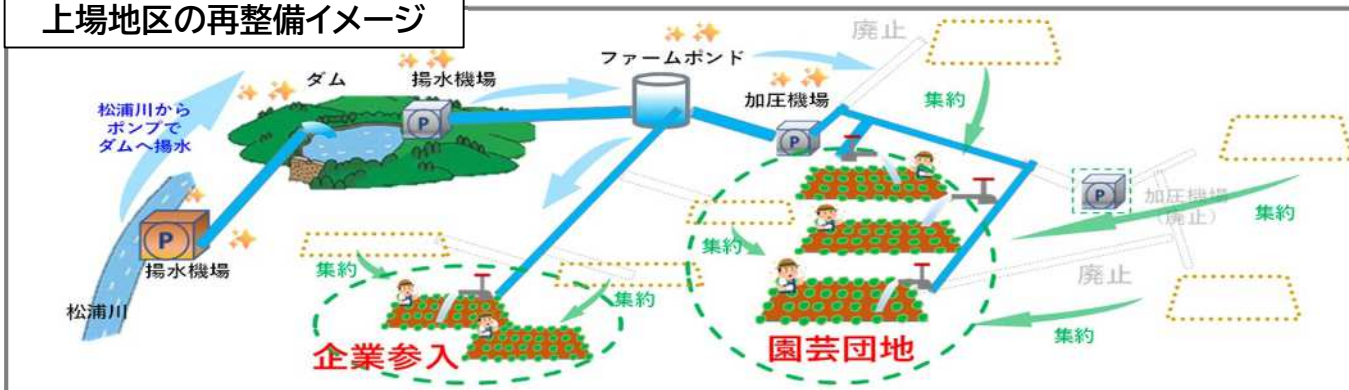 上場地区の再整備イメージ
松浦川から
ポンプで
ダムへ揚水
ダム
揚水機場
P
ファームポンド
加圧機場
P
廃止
集約
P
揚水機場
松浦川
集約
集約
企業参入
集約
園芸団地
P
加圧機場
(廃止)
集約
廃止
集約